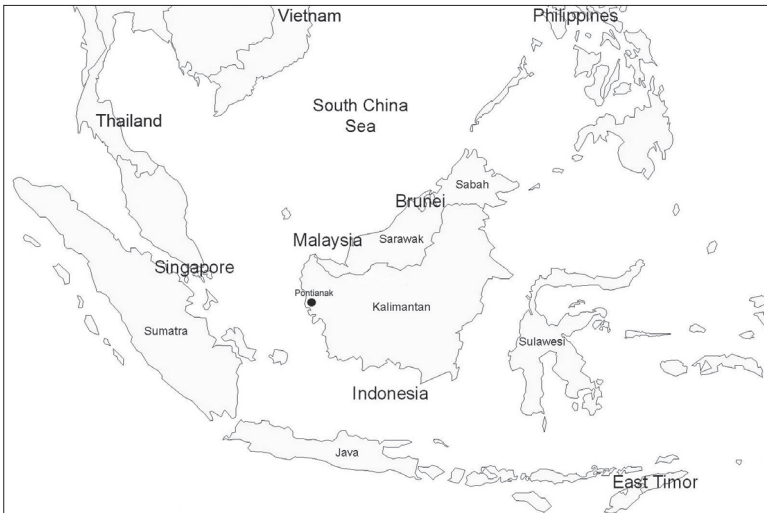 Vietnam
Philippines
South China
Sea
Thailand
Sabah
Brunei
Malaysia
Sarawak
Singapore
Pontianak
Kalimantan
Sumatra
Sulawesi
Indonesia
Java
East Timor